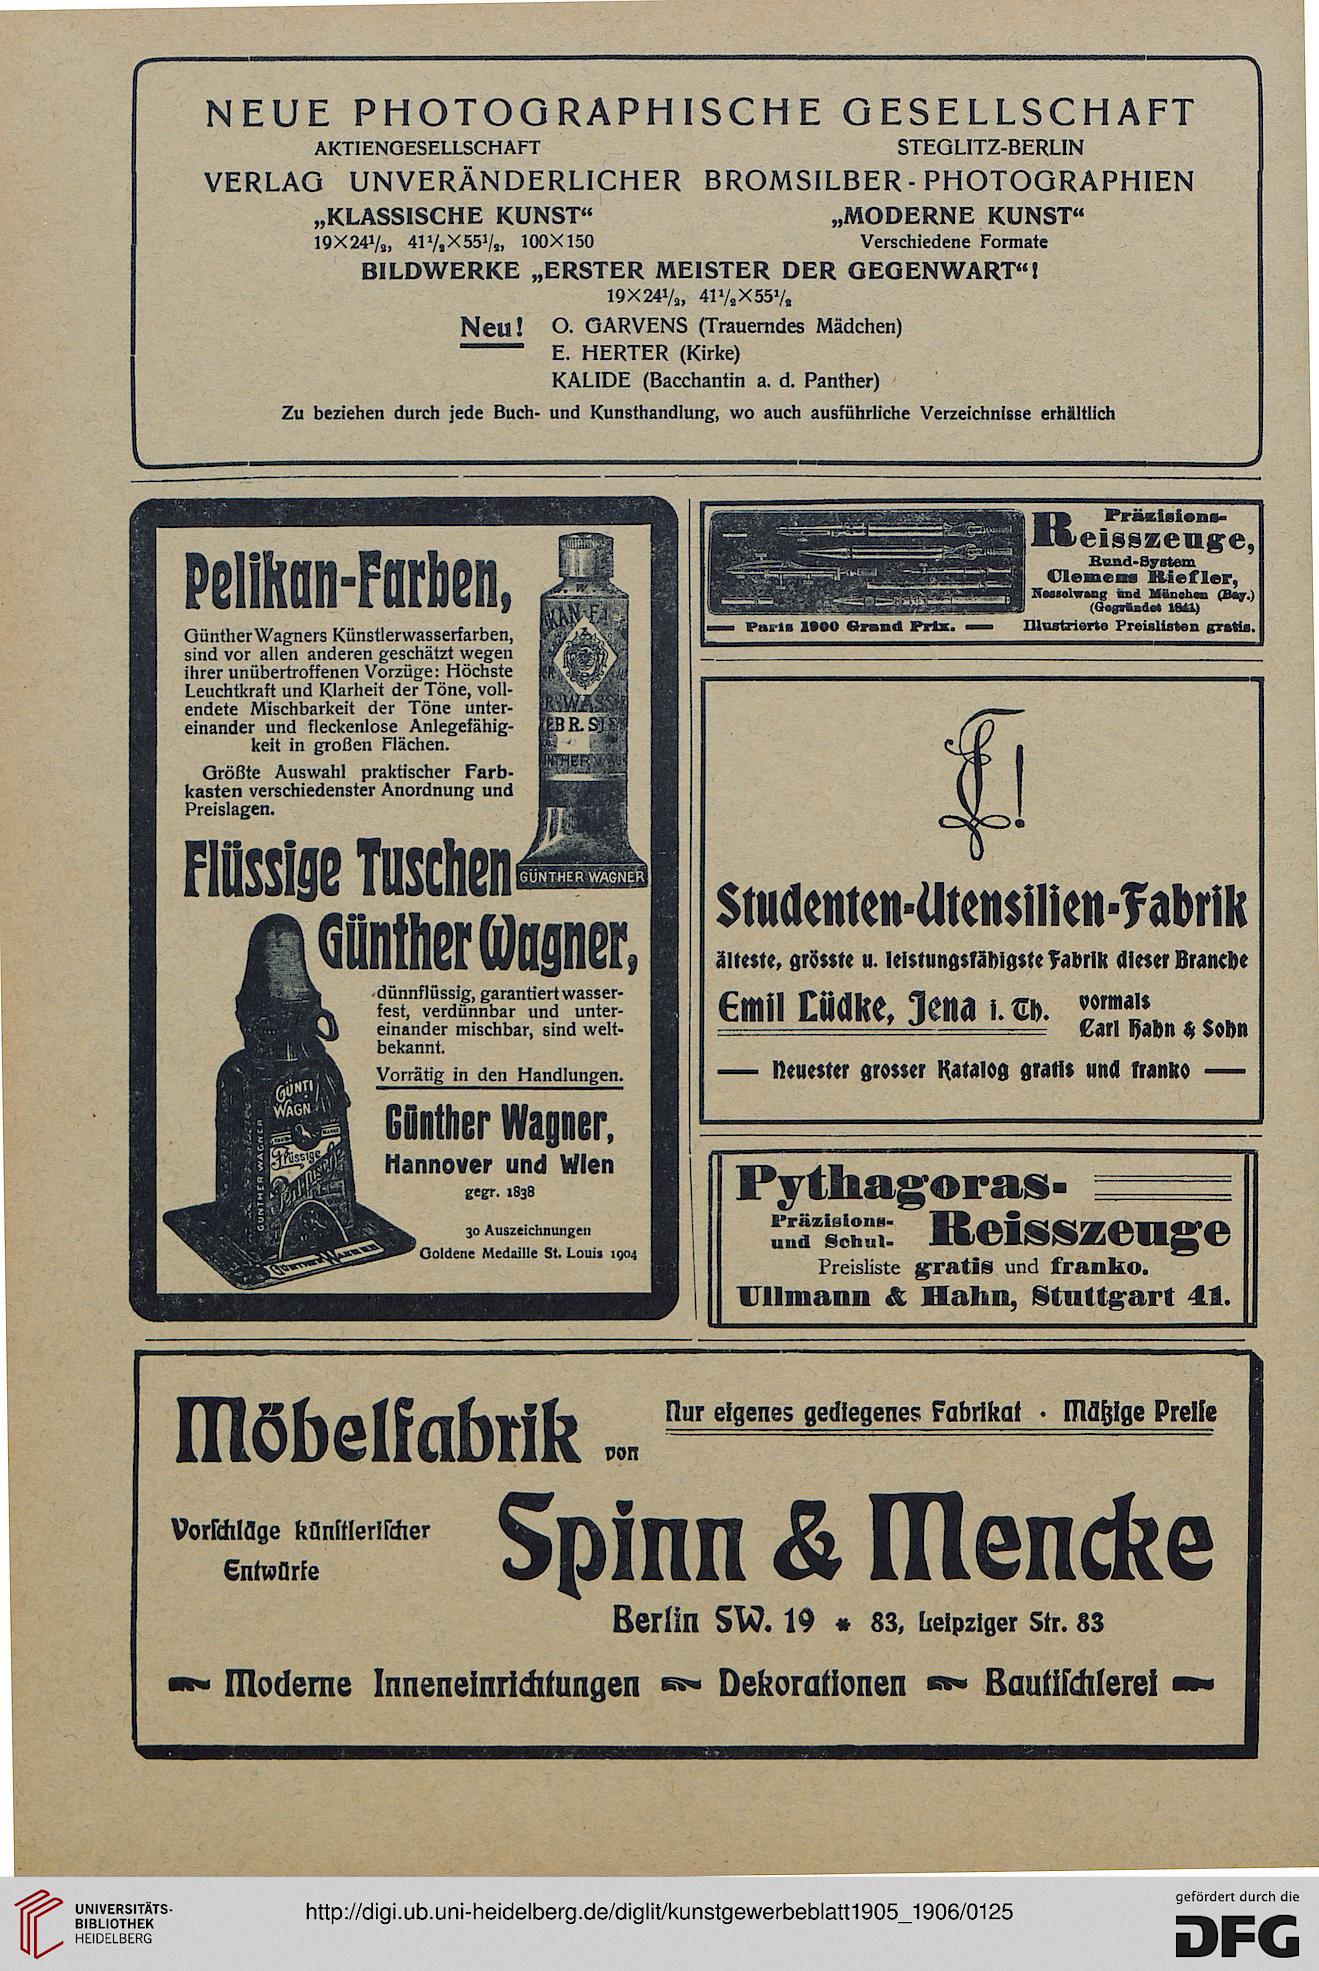 NEUE PHOTOGRAPHISCHE GESELLSCHAFT
AKTIENGESELLSCHAFT STEGLITZ-BERLIN
VERLAG UNVERÄNDERLICHER BROMSILBER-PHOTOGRAPHIEN
„KLASSISCHE KUNST“ „MODERNE KUNST“
19×24¹/₂, 41¹/₂×55¹/₂, 100×150 Verschiedene Formate
BILDWERKE „ERSTER MEISTER DER GEGENWART“!
19×24¹/₂, 41¹/₂×55¹/₂
Neu! O. GARVENS (Trauerndes Mädchen)
E. HERTER (Kirke)
KALIDE (Bacchantin a. d. Panther)
Zu beziehen durch jede Buch- und Kunsthandlung, wo auch ausführliche Verzeichnisse erhältlich
Pelikan-Farben,
Günther Wagners Künstlerwasserfarben,
sind vor allen anderen geschätzt wegen
ihrer unübertroffenen Vorzüge: Höchste
Leuchtkraft und Klarheit der Töne, voll-
endete Mischbarkeit der Töne unter-
einander und fleckenlose Anlegefähig-
keit in großen Flächen.
Größte Auswahl praktischer Farb-
kasten verschiedenster Anordnung und
Preislagen.
GÜNTHER WAGNER
Flüssige Tuschen
Günther Wagner,
dünnflüssig, garantiert wasser-
fest, verdünnbar und unter-
einander mischbar, sind welt-
bekannt.
Vorrätig in den Handlungen.
Günther Wagner,
Hannover und Wien
gegr. 1838
30 Auszeichnungen
Goldene Medaille St. Louis 1904
GÜNTHER WAGNER
Flüssige
GÜNTHER WAGNER
Präzisions-
Reisszeuge,
Rund-System
Clemens Riefler,
Nesselwang und München (Bay.)
(Gegründet 1841)
Paris 1900 Grand Prix. Illustrierte Preislisten gratis.
Studenten-Utensilien-Fabrik
älteste, grösste u. leistungsfähigste Fabrik dieser Branche
Emil Lüdke, Jena i. Th. vormals
Carl Hahn & Sohn
Neuester grosser Katalog gratis und franko
Pythagoras-
Präzisions-
und Schul- Reisszeuge
Preisliste gratis und franko.
Ullmann & Hahn, Stuttgart 41.
Möbelfabrik von
Nur eigenes gediegenes Fabrikat · Mäßige Preise
Vorschläge künstlerischer
Entwürfe
Spinn & Mencke
Berlin SW. 19 * 83, Leipziger Str. 83
Moderne Inneneinrichtungen Dekorationen Bautischlerei
UNIVERSITÄTS-
BIBLIOTHEK
HEIDELBERG
http://digi.ub.uni-heidelberg.de/diglit/kunstgewerbeblatt1905_1906/0125
gefördert durch die
DFG